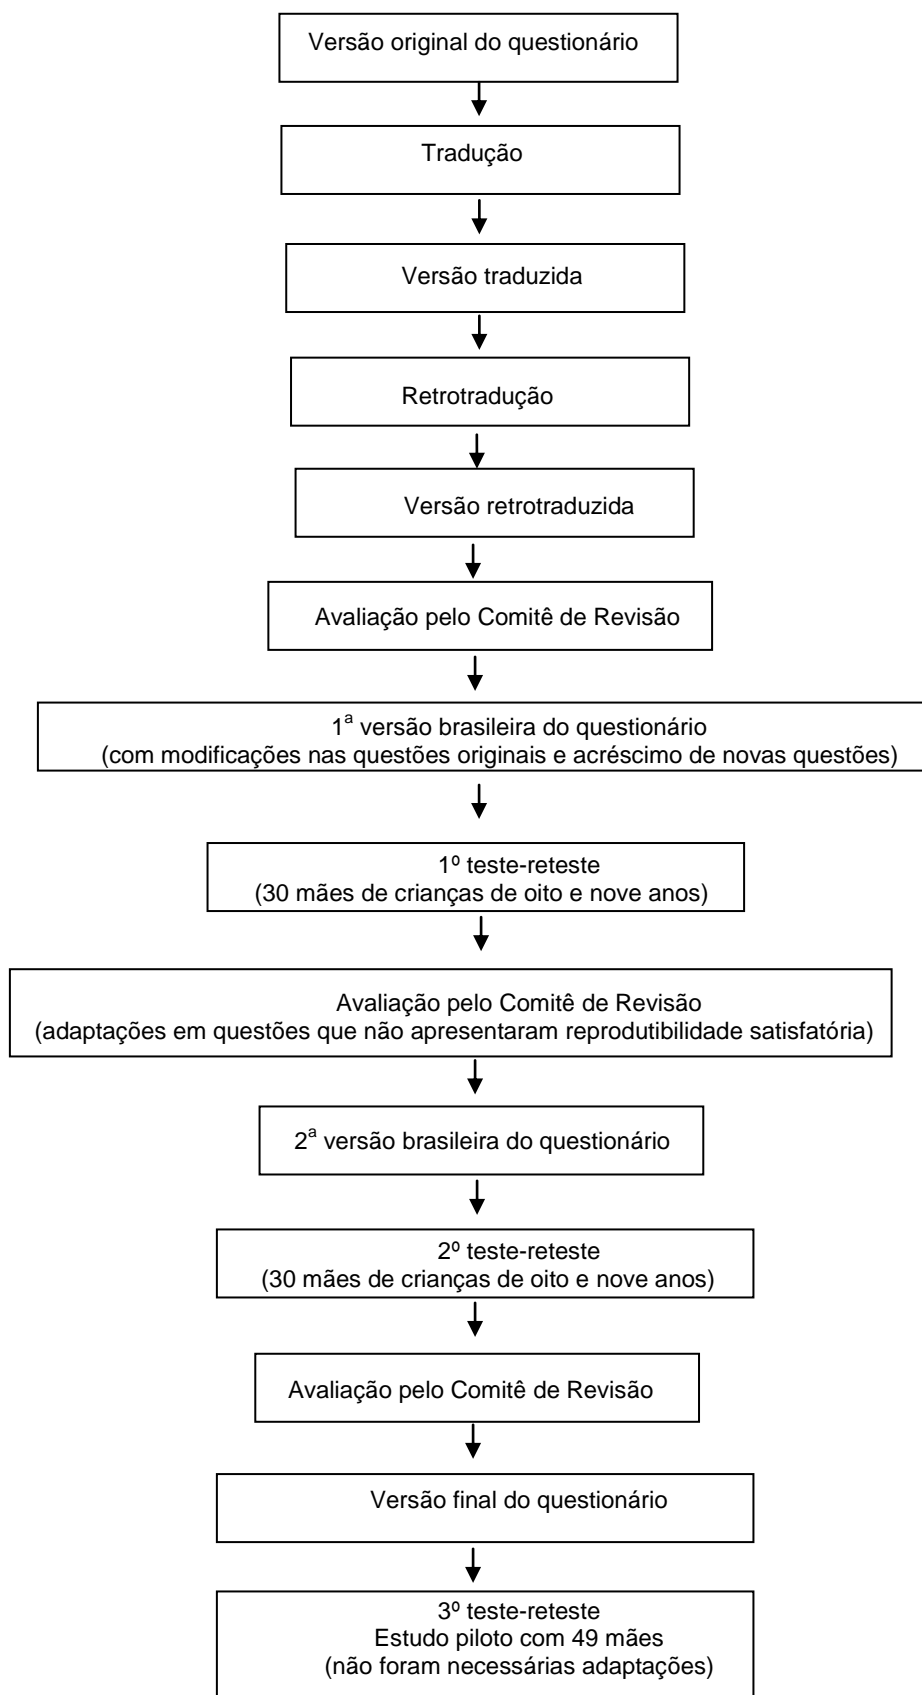 Versão original do questionário
Tradução
Versão traduzida
Retrotradução
Versão retrotraduzida
Avaliação pelo Comitê de Revisão
1ª versão brasileira do questionário
(com modificações nas questões originais e acréscimo de novas questões)
1º teste-reteste
(30 mães de crianças de oito e nove anos)
Avaliação pelo Comitê de Revisão
(adaptações em questões que não apresentaram reprodutibilidade satisfatória)
2ª versão brasileira do questionário
2º teste-reteste
(30 mães de crianças de oito e nove anos)
Avaliação pelo Comitê de Revisão
Versão final do questionário
3º teste-reteste
Estudo piloto com 49 mães
(não foram necessárias adaptações)